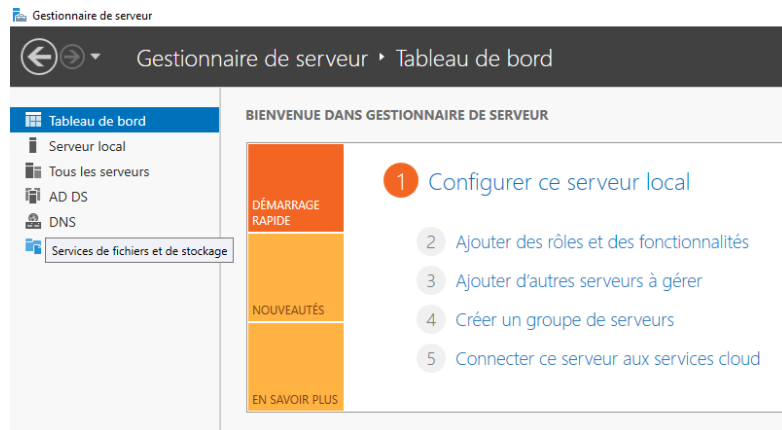 Gestionnaire de serveur
Gestionnaire de serveur • Tableau de bord
Tableau de bord
Serveur local
Tous les serveurs
AD DS
DNS
Services de fichiers et de stockage
BIENVENUE DANS GESTIONNAIRE DE SERVEUR
DÉMARRAGE
RAPIDE
NOUVEAUTÉS
EN SAVOIR PLUS
1 Configurer ce serveur local
2 Ajouter des rôles et des fonctionnalités
3 Ajouter d'autres serveurs à gérer
4 Créer un groupe de serveurs
5 Connecter ce serveur aux services cloud